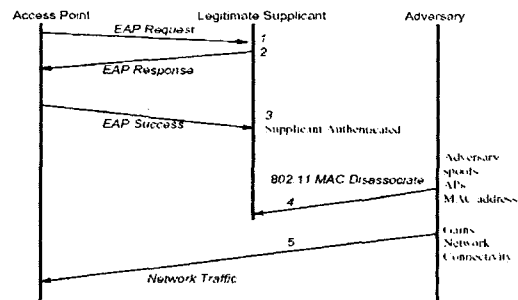 Access Point Legitimate Supplicant Adversary
EAP Request
1
2
EAP Response
3
EAP Success
Supplicant Authenticated
802.11 MAC Disassociate
Adversary
spoofs
APs
MAC address
4
Gains
Network
Connectivity
5
Network Traffic